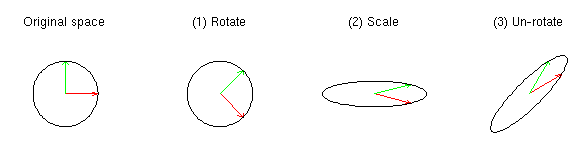 Original space
(1) Rotate
(2) Scale
(3) Un-rotate